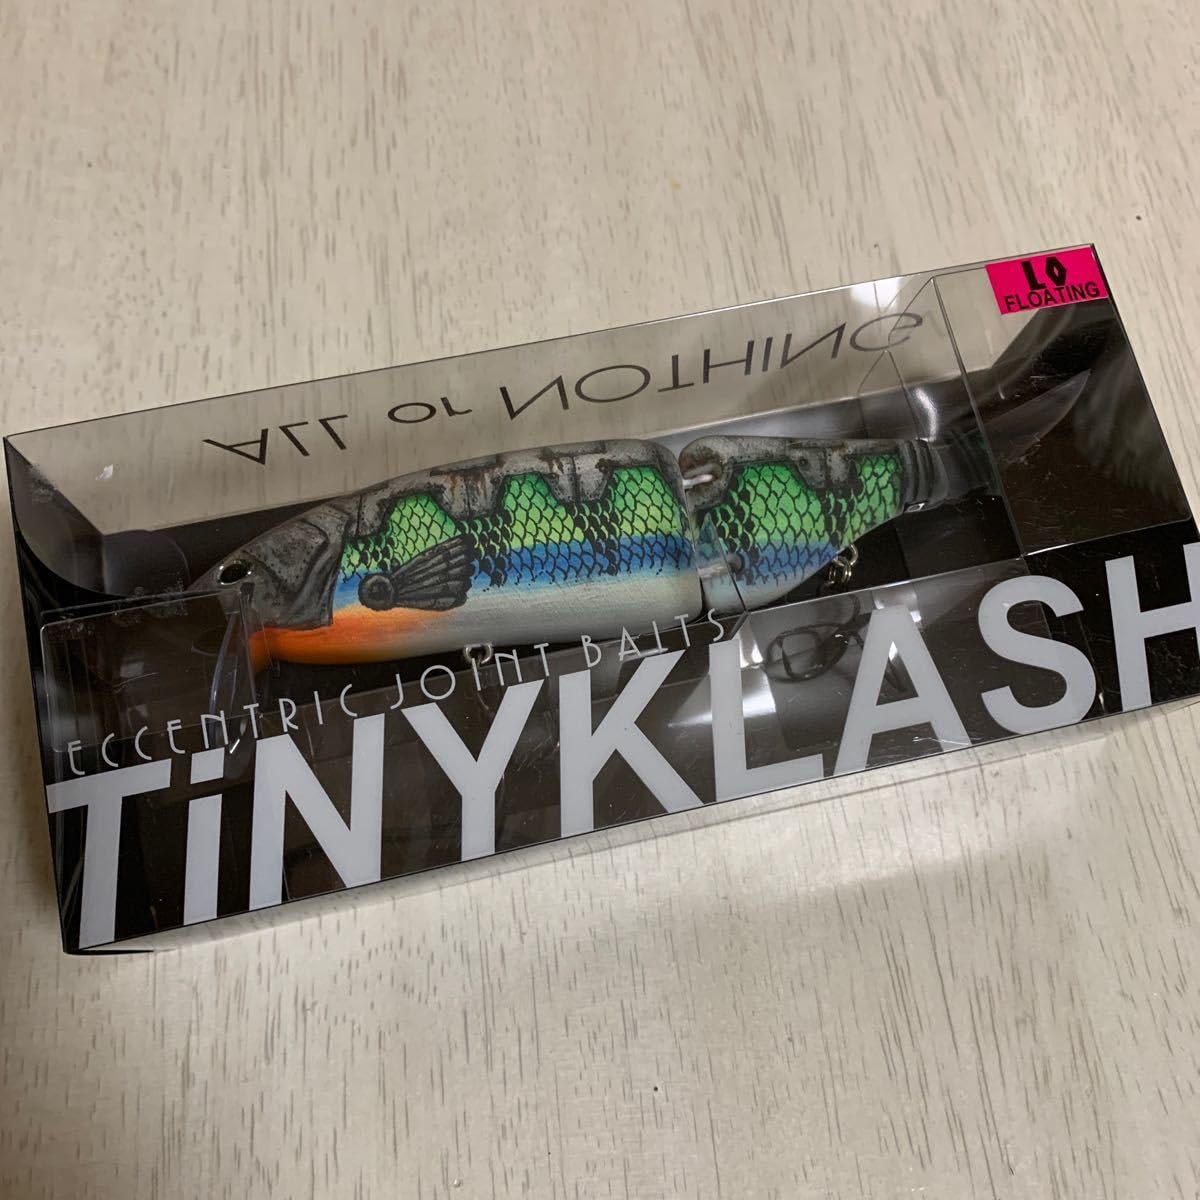 LO
FLOATING
ALL or NOTHING
ECCENTRIC JOINT BAITS
TiNYKLASH